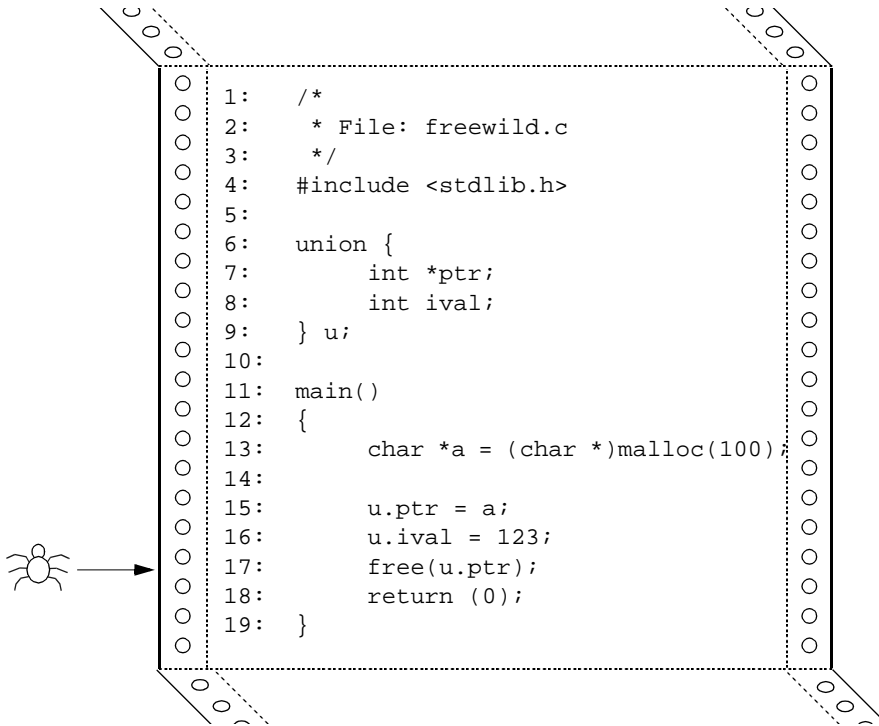 1: /*
2: * File: freewild.c
3: */
4: #include <stdlib.h>
5:
6: union {
7: int *ptr;
8: int ival;
9: } u;
10:
11: main()
12: {
13: char *a = (char *)malloc(100);
14:
15: u.ptr = a;
16: u.ival = 123;
17: free(u.ptr);
18: return (0);
19: }